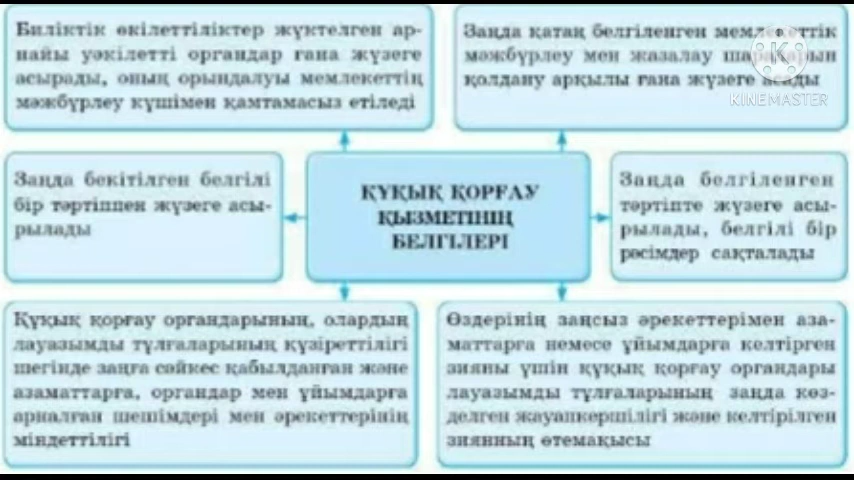 Биліктік өкілеттіліктер жүктелген ар-
найы уәкілетті органдар ғана жүзеге
асырады, оның орындалуы мемлекеттің
мәжбүрлеу күшімен қамтамасыз етіледі
Заңда қатаң белгіленген мемлекеттік
мәжбүрлеу мен жазалау шараларын
қолдану арқылы ғана жүзеге асады
KINEMASTER
Заңда бекітілген белгілі
бір тәртіппен жүзеге асы-
рылады
ҚҰҚЫҚ ҚОРҒАУ
ҚЫЗМЕТІНІҢ
БЕЛГІЛЕРІ
Заңда белгіленген
тәртіпте жүзеге асы-
рылады, белгілі бір
рәсімдер сақталады
Құқық қорғау органдарының, олардың
лауазымды тұлғаларының күзіреттілігі
шегінде заңға сәйкес қабылданған және
азаматтарға, органдар мен ұйымдарға
арналған шешімдері мен әрекеттерінің
міндеттілігі
Өздерінің заңсыз әрекеттерімен аза-
маттарға немесе ұйымдарға келтірген
зияны үшін құқық қорғау органдары
лауазымды тұлғаларының заңда көз-
делген жауапкершілігі және келтірілген
зиянның өтемақысы